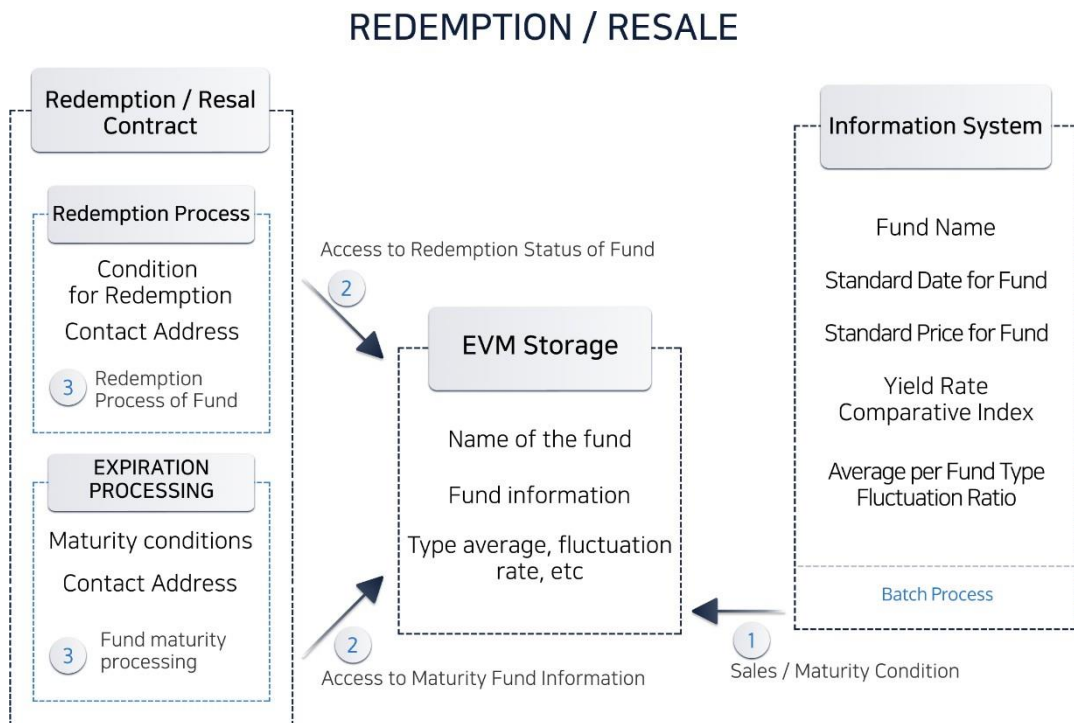 REDEMPTION / RESALE
Redemption / Resal
Contract
Redemption Process
Condition
for Redemption
Contact Address
3
Redemption
Process of Fund
EXPIRATION
PROCESSING
Maturity conditions
Contact Address
3
Fund maturity
processing
Access to Redemption Status of Fund
2
EVM Storage
Name of the fund
Fund information
Type average, fluctuation
rate, etc
2
Access to Maturity Fund Information
Information System
Fund Name
Standard Date for Fund
Standard Price for Fund
Yield Rate
Comparative Index
Average per Fund Type
Fluctuation Ratio
Batch Process
1
Sales / Maturity Condition